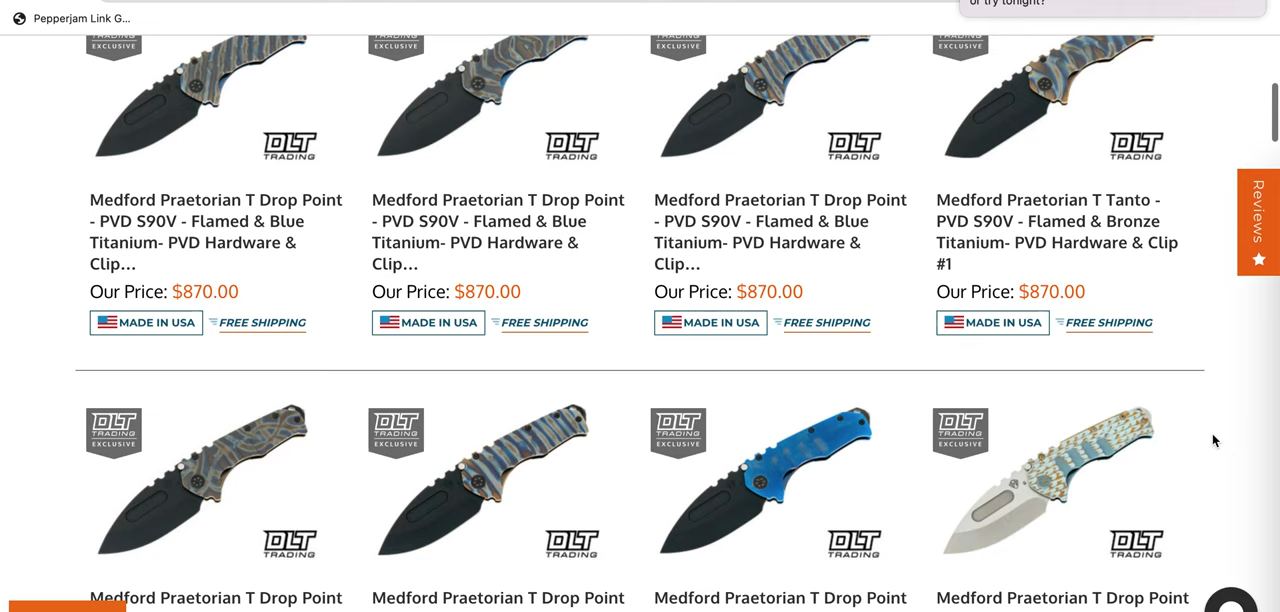 or try tonight?
Pepperjam Link G...
EXCLUSIVE
DLT
TRADING
EXCLUSIVE
DLT
TRADING
EXCLUSIVE
DLT
TRADING
EXCLUSIVE
DLT
TRADING
Reviews
Medford Praetorian T Drop Point
- PVD S90V - Flamed & Blue
Titanium- PVD Hardware &
Clip...
Our Price: $870.00
MADE IN USA FREE SHIPPING
Medford Praetorian T Drop Point
- PVD S90V - Flamed & Blue
Titanium- PVD Hardware &
Clip...
Our Price: $870.00
MADE IN USA FREE SHIPPING
Medford Praetorian T Drop Point
- PVD S90V - Flamed & Blue
Titanium- PVD Hardware &
Clip...
Our Price: $870.00
MADE IN USA FREE SHIPPING
Medford Praetorian T Tanto -
PVD S90V - Flamed & Bronze
Titanium- PVD Hardware & Clip
#1
Our Price: $870.00
MADE IN USA FREE SHIPPING
DLT
TRADING
EXCLUSIVE
DLT
TRADING
DLT
TRADING
EXCLUSIVE
DLT
TRADING
DLT
TRADING
EXCLUSIVE
DLT
TRADING
DLT
TRADING
EXCLUSIVE
DLT
TRADING
Medford Praetorian T Drop Point
Medford Praetorian T Drop Point
Medford Praetorian T Drop Point
Medford Praetorian T Drop Point